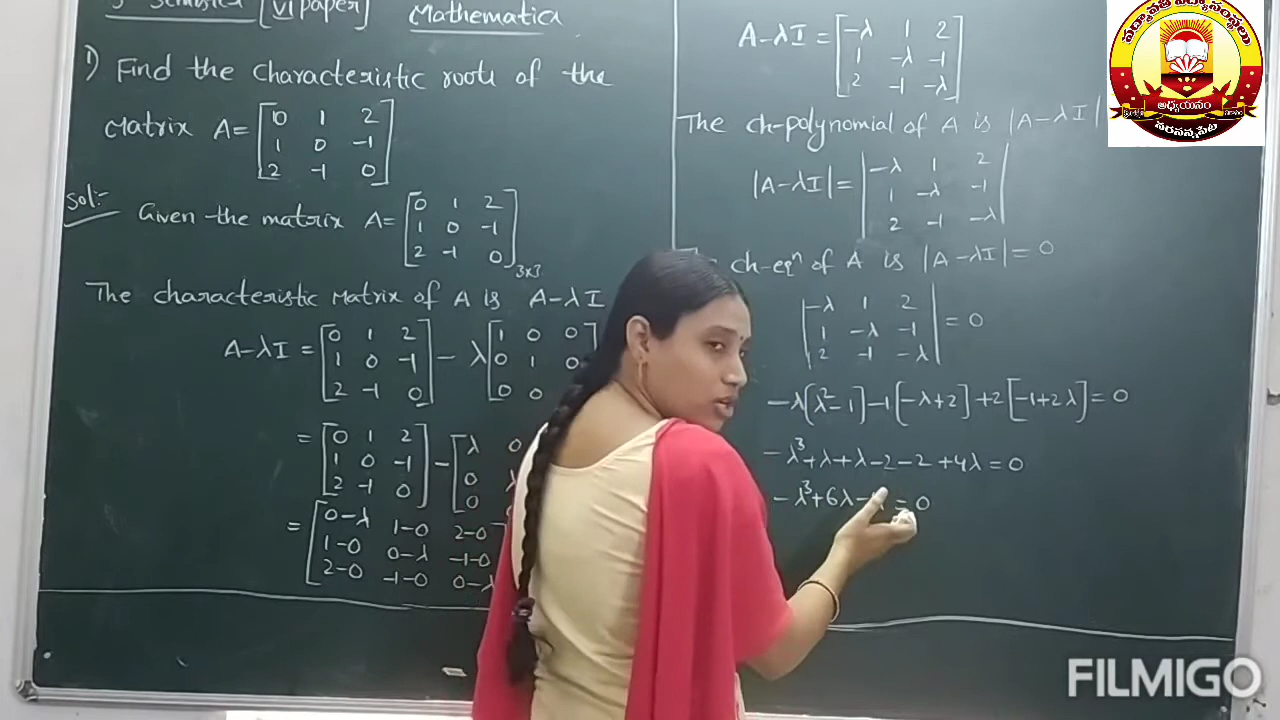 [VI paper] Mathematics
1) Find the characteristic roots of the
Matrix A= [0 1 2
1 0 -1
2 -1 0]
Sol:- Given the matrix A= [0 1 2
1 0 -1
2 -1 0]3x3
The characteristic Matrix of A is A-λI
A-λI = [0 1 2
1 0 -1
2 -1 0] - λ[1 0 0
0 1 0
0 0
= [0 1 2
1 0 -1
2 -1 0] - [λ 0
0 λ
0 0
= [0-λ 1-0 2-0
1-0 0-λ -1-0
2-0 -1-0 0-λ
A-λI = [-λ 1 2
1 -λ -1
2 -1 -λ]
The ch-polynomial of A is |A-λI|
|A-λI| = |-λ 1 2
1 -λ -1
2 -1 -λ|
ch-eqⁿ of A is |A-λI| = 0
|-λ 1 2
1 -λ -1
2 -1 -λ| = 0
-λ[λ²-1] -1[-λ+2] +2[-1+2λ] = 0
-λ³+λ+λ-2-2+4λ = 0
-λ³+6λ- = 0
అధ్యయనం
నరసన్నపేట
FILMIGO